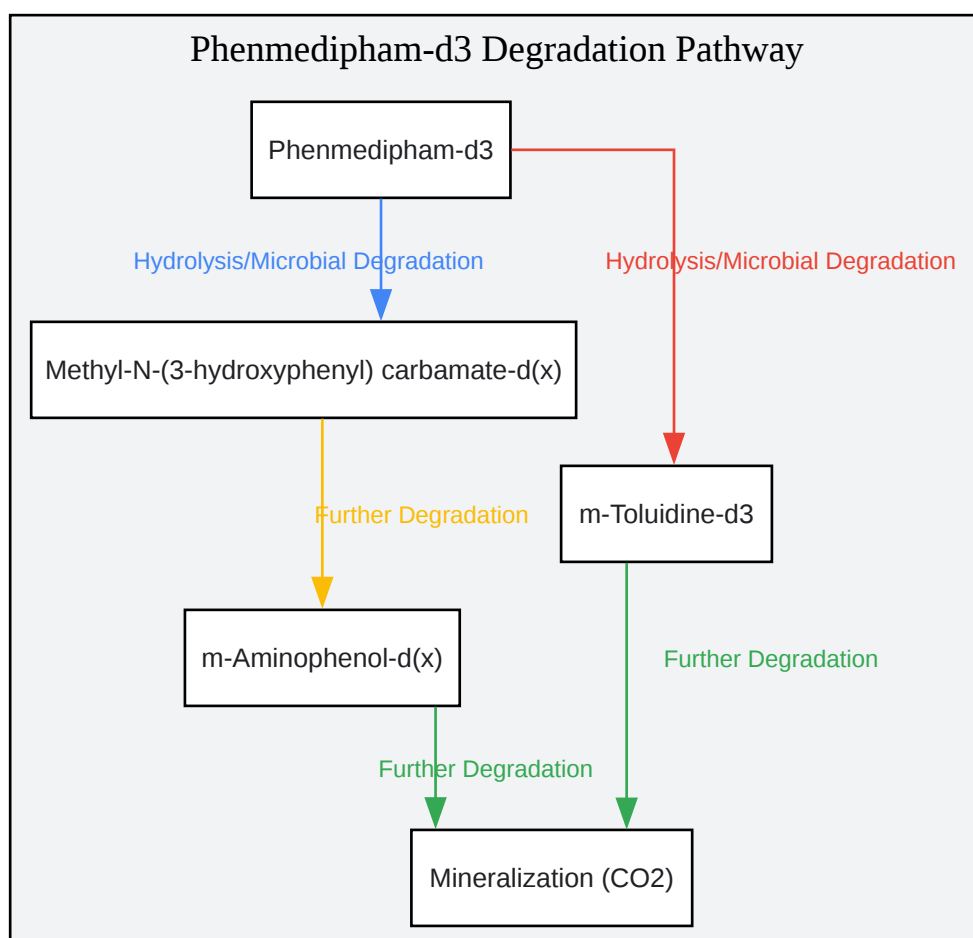 Phenmedipham-d3 Degradation Pathway
Phenmedipham-d3
Hydrolysis/Microbial Degradation
Hydrolysis/Microbial Degradation
Methyl-N-(3-hydroxyphenyl) carbamate-d(x)
Further Degradation
m-Toluidine-d3
m-Aminophenol-d(x)
Further Degradation
Further Degradation
Mineralization (CO2)